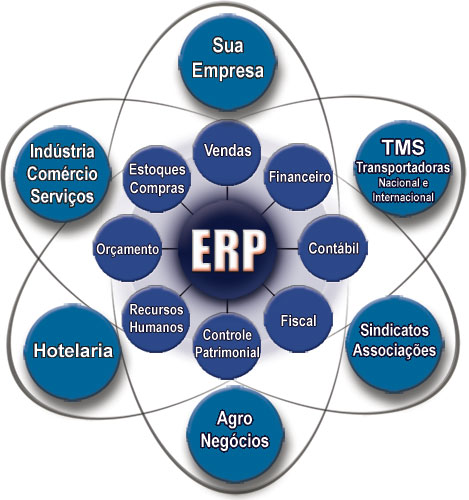 Sua
Empresa
Indústria
Comércio
Serviços
TMS
Transportadoras
Nacional e
Internacional
Vendas
Estoques
Compras
Financeiro
Orçamento
ERP
Contábil
Recursos
Humanos
Fiscal
Controle
Patrimonial
Hotelaria
Sindicatos
Associações
Agro
Negócios